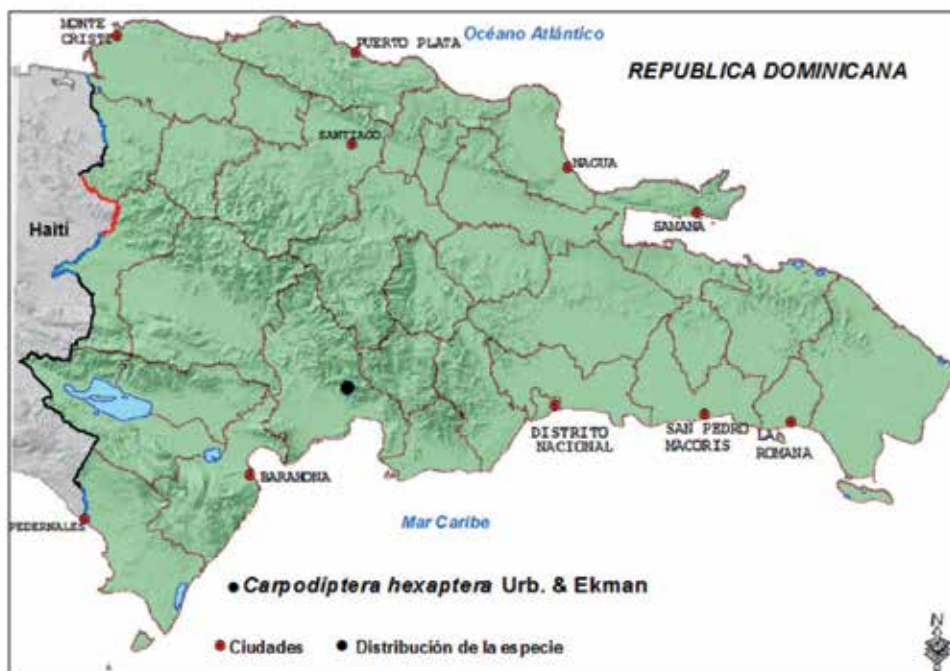 MONTE
CRISTI
Océano Atlántico
PUERTO PLATA
REPUBLICA DOMINICANA
SANTIAGO
NAGUA
SAMANA
Haití
DISTRITO
NACIONAL
SAN PEDRO
MACORIS
LA
ROMANA
BARAHONA
PEDERNALES
Mar Caribe
Carpodiptera hexaptera Urb. & Ekman
Ciudades
Distribución de la especie
N